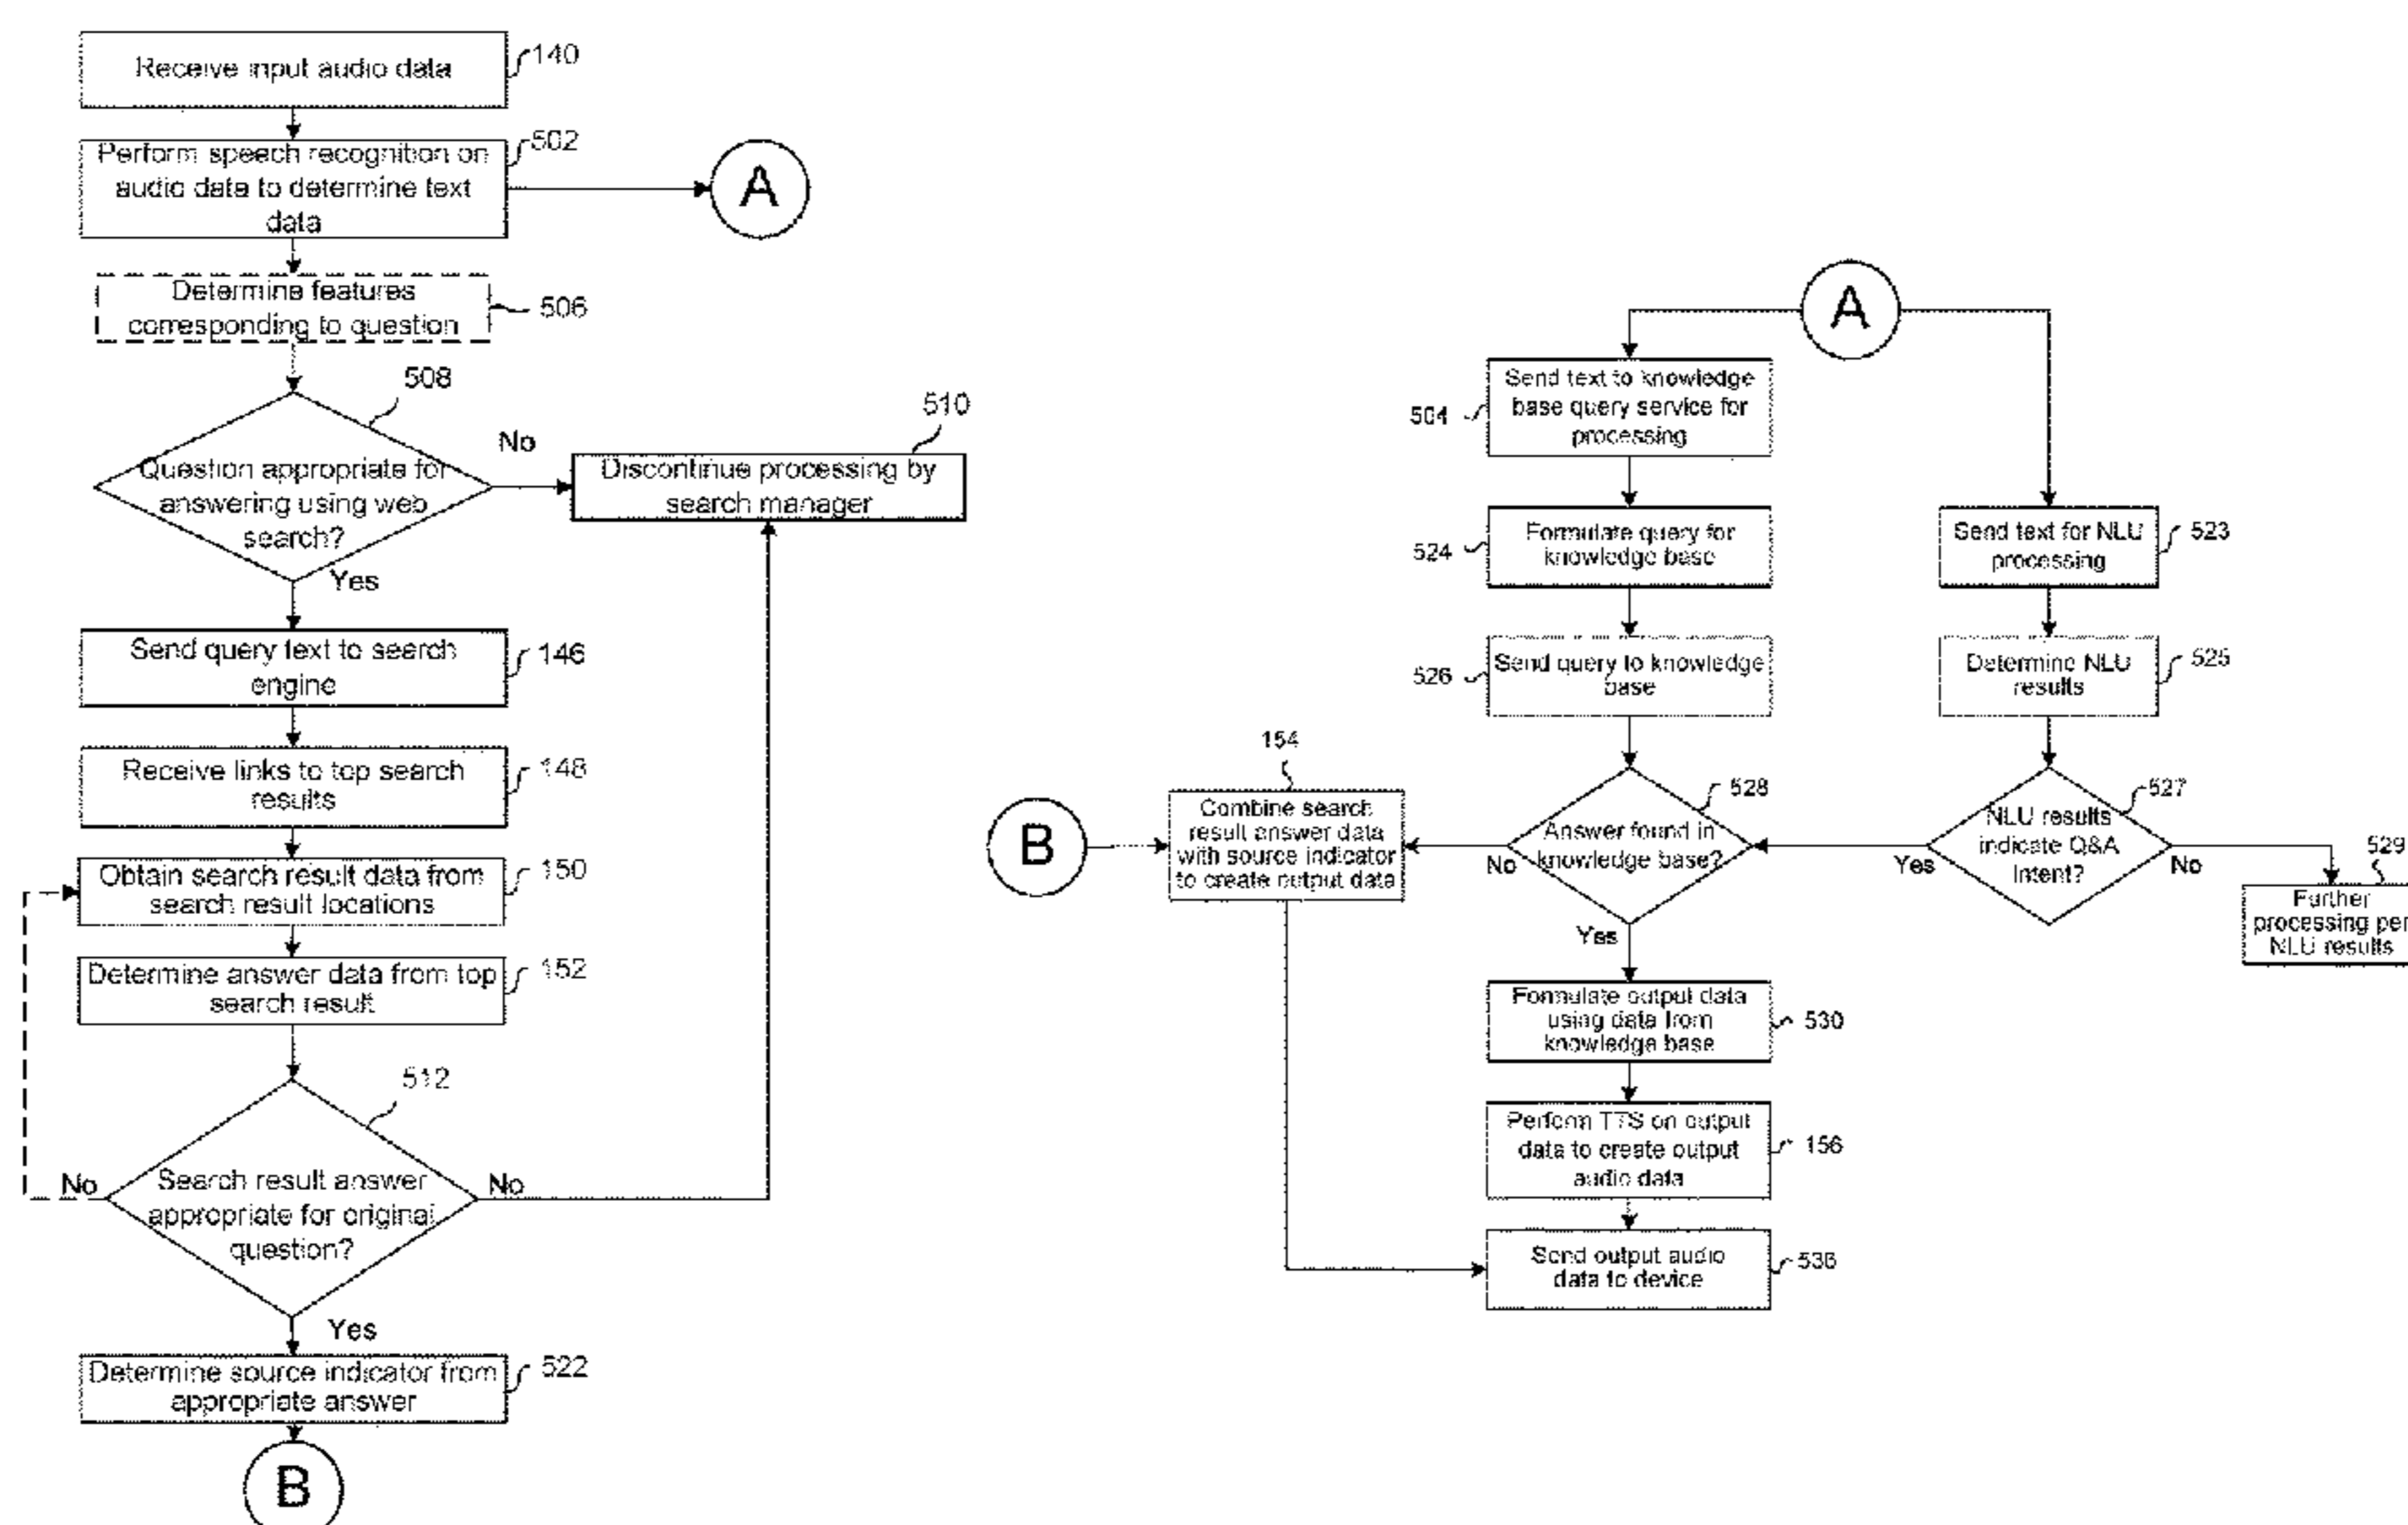 Receive input audio data
140
Perform speech recognition on
audio data to determine text
data
502
A
Determine features
corresponding to question
506
508
Question appropriate for
answering using web
search?
No
Yes
510
Discontinue processing by
search manager
Send query text to search
engine
146
Receive links to top search
results
148
Obtain search result data from
search result locations
150
Determine answer data from top
search result
152
512
Search result answer
appropriate for original
question?
No
No
Yes
Determine source indicator from
appropriate answer
522
B
A
Send text to knowledge
base query service for
processing
504
Formulate query for
knowledge base
524
Send text for NLU
processing
523
Send query to knowledge
base
526
Determine NLU
results
525
B
154
Combine search
result answer data
with source indicator
to create output data
528
Answer found in
knowledge base?
No
Yes
527
NLU results
indicate Q&A
Intent?
Yes
No
529
Further
processing per
NLU results
Formulate output data
using data from
knowledge base
530
Perform TTS on output
data to create output
audio data
156
Send output audio
data to device
536